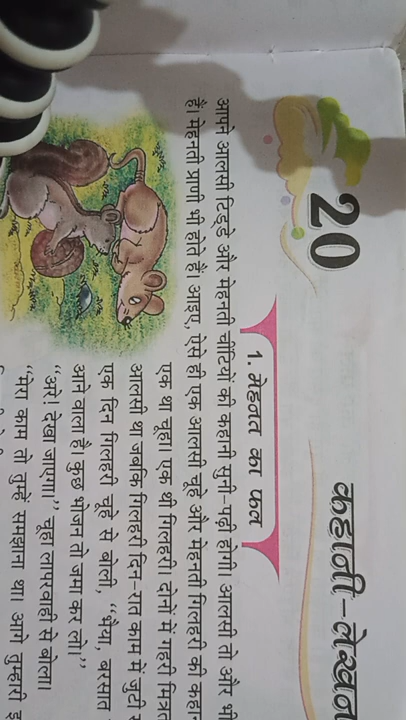 20
कहानी-लेखन
1. मेहनत का फल
आपने आलसी टिड्डे और मेहनती चींटियों की कहानी सुनी-पढ़ी होगी। आलसी तो और भी
हैं। मेहनती प्राणी भी होते हैं। आइए, ऐसे ही एक आलसी चूहे और मेहनती गिलहरी की
एक था चूहा। एक थी गिलहरी। दोनों में गहरी
आलसी था जबकि गिलहरी दिन-रात काम में जुटी
एक दिन गिलहरी चूहे से बोली, “भैया, बरसात
आने वाला है। कुछ भोजन तो जमा कर लो।”
“अरे! देखा जाएगा।” चूहा लापरवाही से बोला।
“मेरा काम तो तुम्हें समझाना था। आगे तुम्हारी